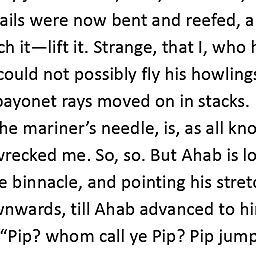 ails were now bent and reefed, a
ch it—lift it. Strange, that I, who h
could not possibly fly his howlings
bayonet rays moved on in stacks.
he mariner’s needle, is, as all kno
wrecked me. So, so. But Ahab is lo
e binnacle, and pointing his stretc
wnwards, till Ahab advanced to hi
“Pip? whom call ye Pip? Pip jump